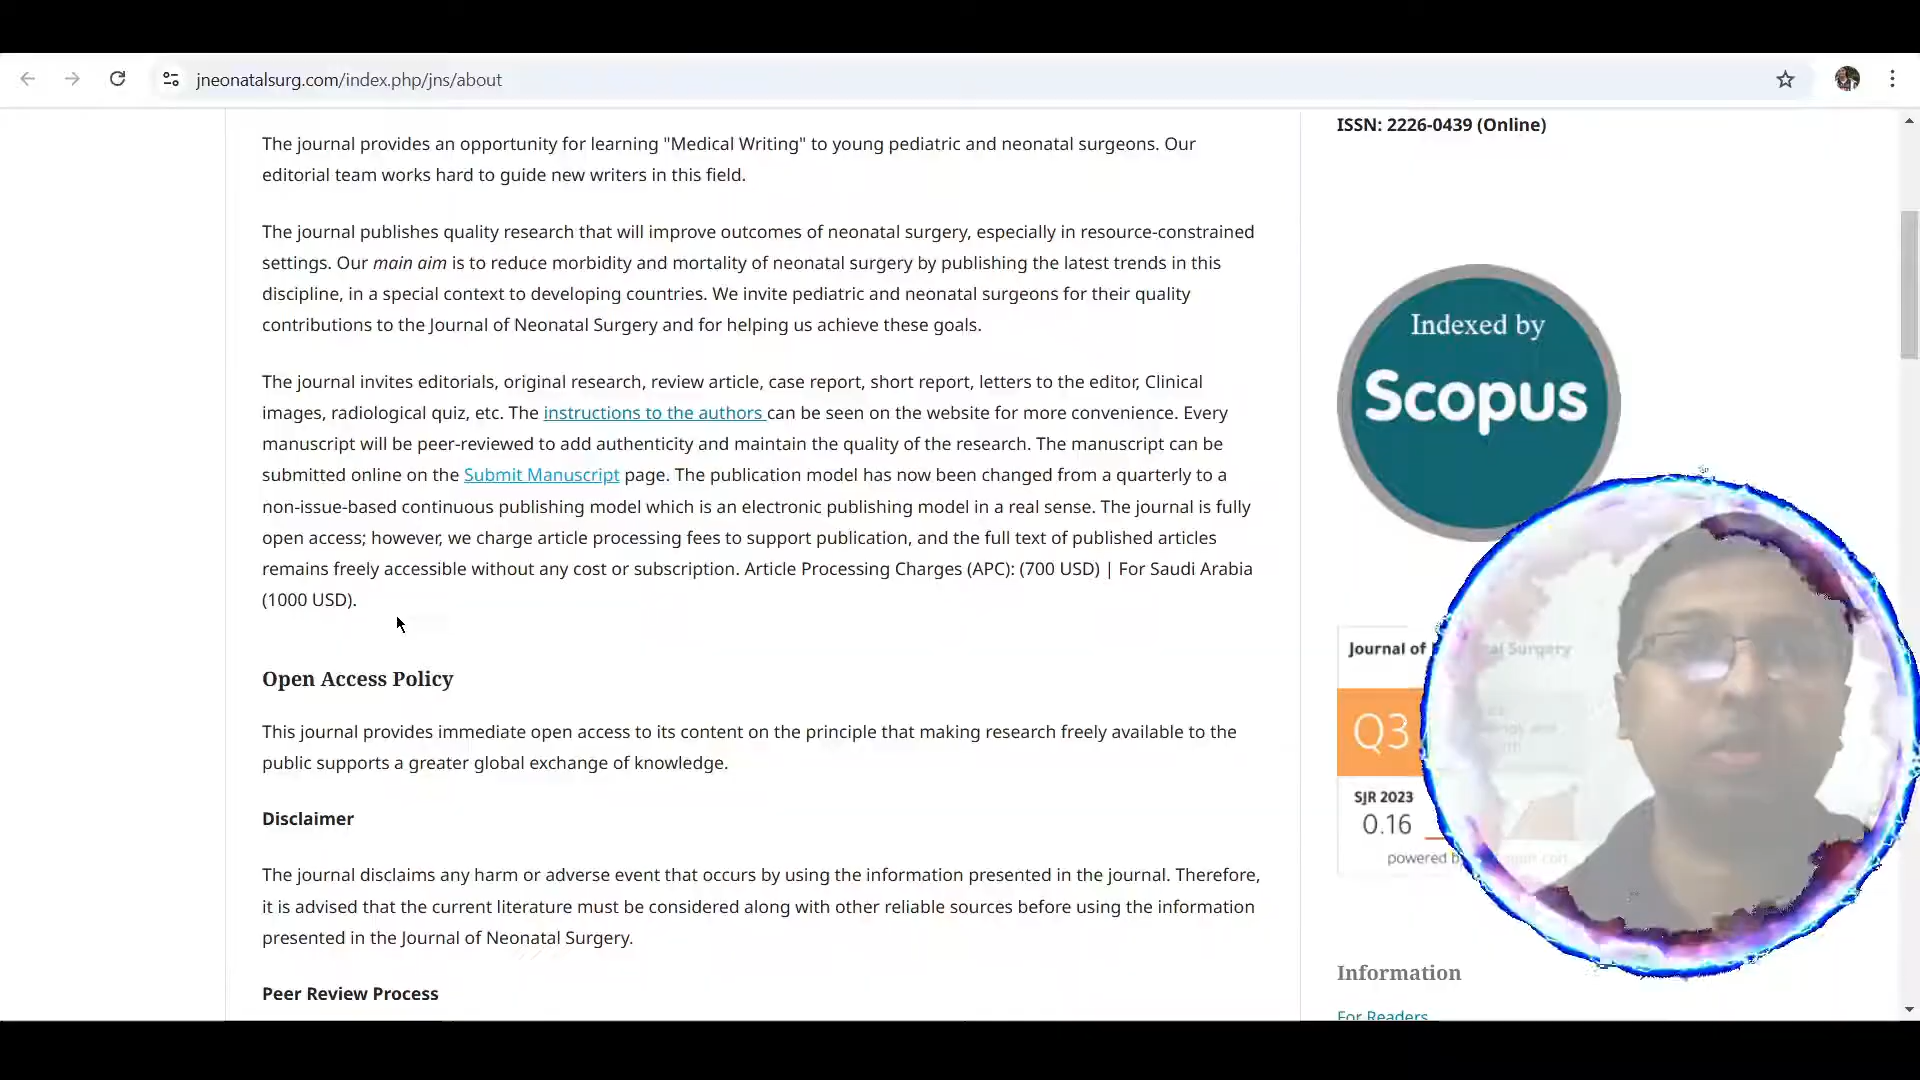 jneonatalsurg.com/index.php/jns/about
The journal provides an opportunity for learning "Medical Writing" to young pediatric and neonatal surgeons. Our
editorial team works hard to guide new writers in this field.
The journal publishes quality research that will improve outcomes of neonatal surgery, especially in resource-constrained
settings. Our main aim is to reduce morbidity and mortality of neonatal surgery by publishing the latest trends in this
discipline, in a special context to developing countries. We invite pediatric and neonatal surgeons for their quality
contributions to the Journal of Neonatal Surgery and for helping us achieve these goals.
The journal invites editorials, original research, review article, case report, short report, letters to the editor, Clinical
images, radiological quiz, etc. The instructions to the authors can be seen on the website for more convenience. Every
manuscript will be peer-reviewed to add authenticity and maintain the quality of the research. The manuscript can be
submitted online on the Submit Manuscript page. The publication model has now been changed from a quarterly to a
non-issue-based continuous publishing model which is an electronic publishing model in a real sense. The journal is fully
open access; however, we charge article processing fees to support publication, and the full text of published articles
remains freely accessible without any cost or subscription. Article Processing Charges (APC): (700 USD) | For Saudi Arabia
(1000 USD).
Open Access Policy
This journal provides immediate open access to its content on the principle that making research freely available to the
public supports a greater global exchange of knowledge.
Disclaimer
The journal disclaims any harm or adverse event that occurs by using the information presented in the journal. Therefore,
it is advised that the current literature must be considered along with other reliable sources before using the information
presented in the Journal of Neonatal Surgery.
Peer Review Process
ISSN: 2226-0439 (Online)
Indexed by
Scopus
Journal of Surgery
Q3
SJR 2023
0.16
powered
Information
For Readers